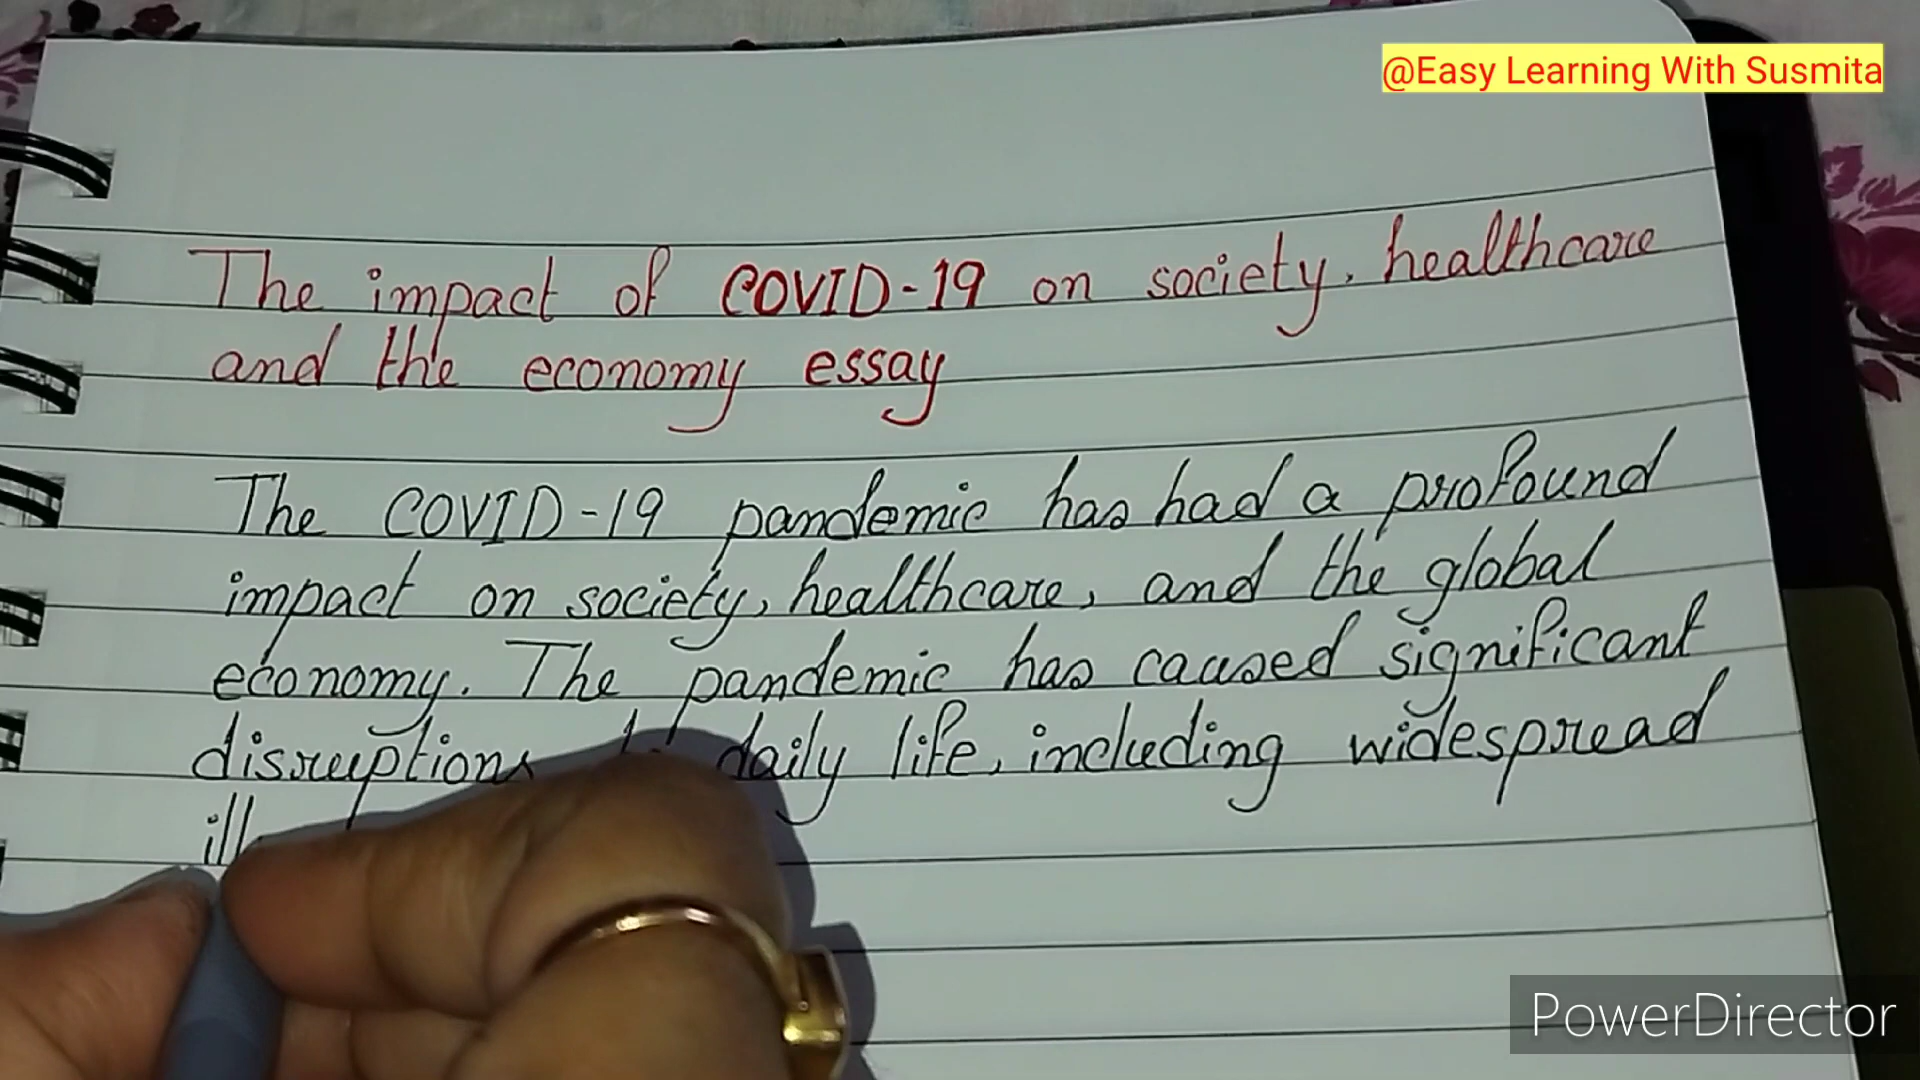 @Easy Learning With Susmita
The impact of COVID-19 on society, healthcare
and the economy essay
The COVID-19 pandemic has had a profound
impact on society, healthcare, and the global
economy. The pandemic has caused significant
disruptions to daily life, including widespread
ill
PowerDirector